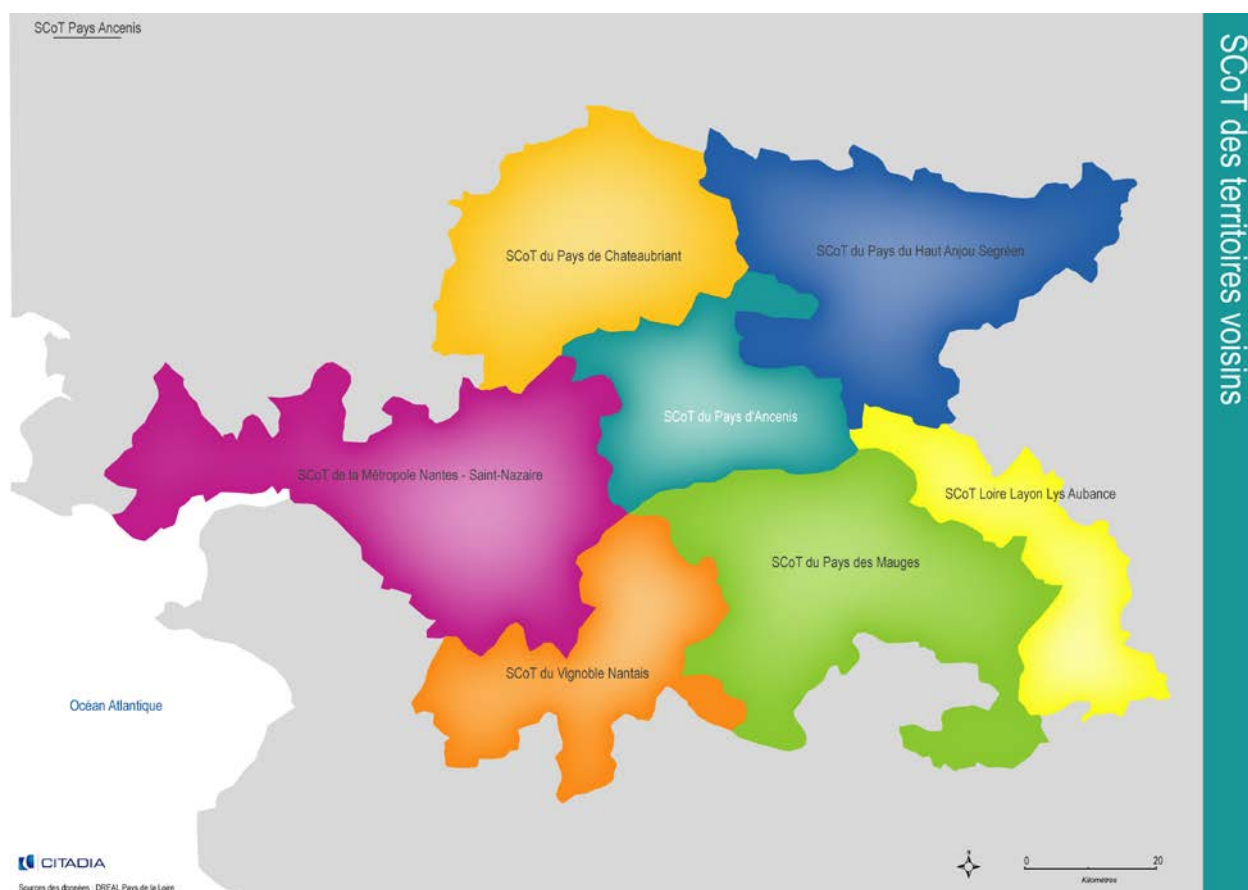 SCoT Pays Ancenis
SCoT des territoires voisins
SCoT du Pays de Chateaubriant
SCoT du Pays du Haut Anjou Segréen
SCoT du Pays d'Ancenis
SCoT de la Métropole Nantes - Saint-Nazaire
SCoT Loire Layon Lys Aubance
SCoT du Pays des Mauges
SCoT du Vignoble Nantais
Océan Atlantique
CITADIA
Sources des données : DREAL Pays de la Loire
N
0 20
Kilomètres